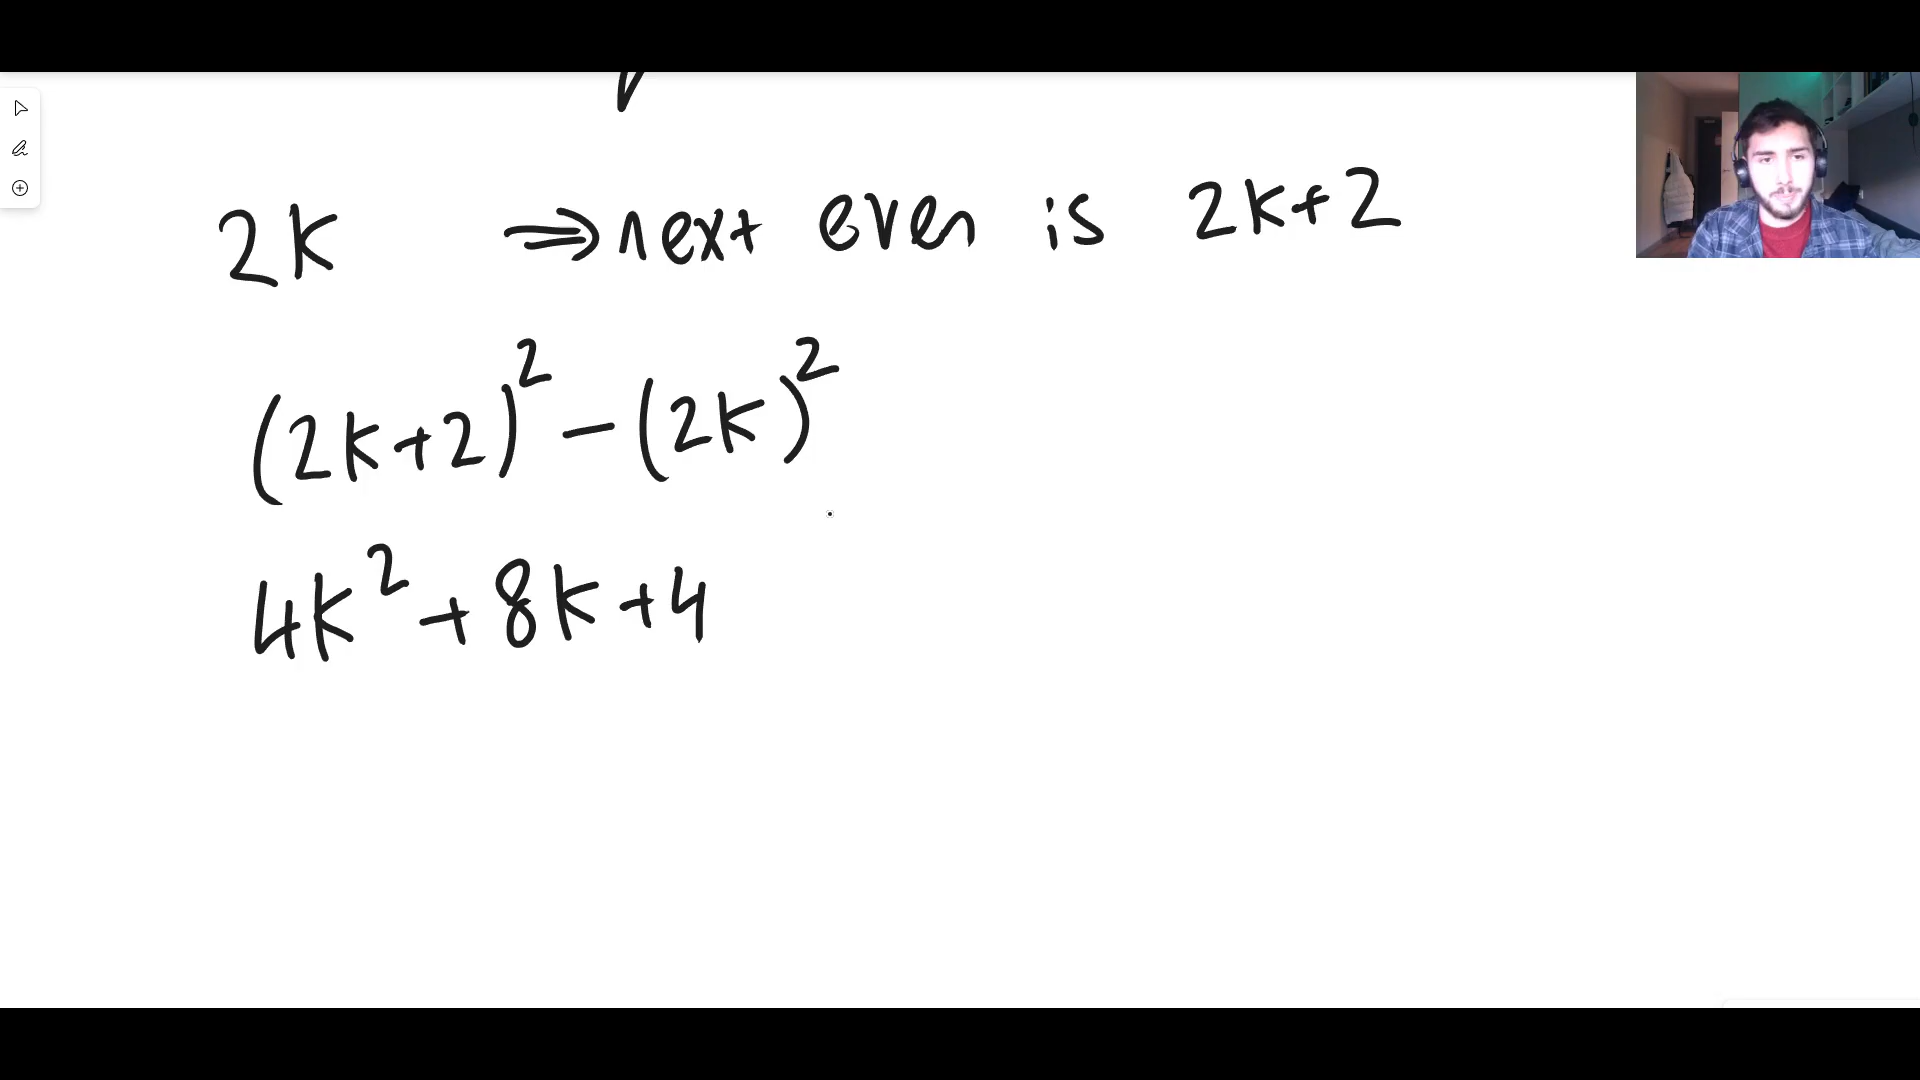 2k ⇒ next even is 2k+2
(2k+2)² − (2k)²
4k² + 8k + 4